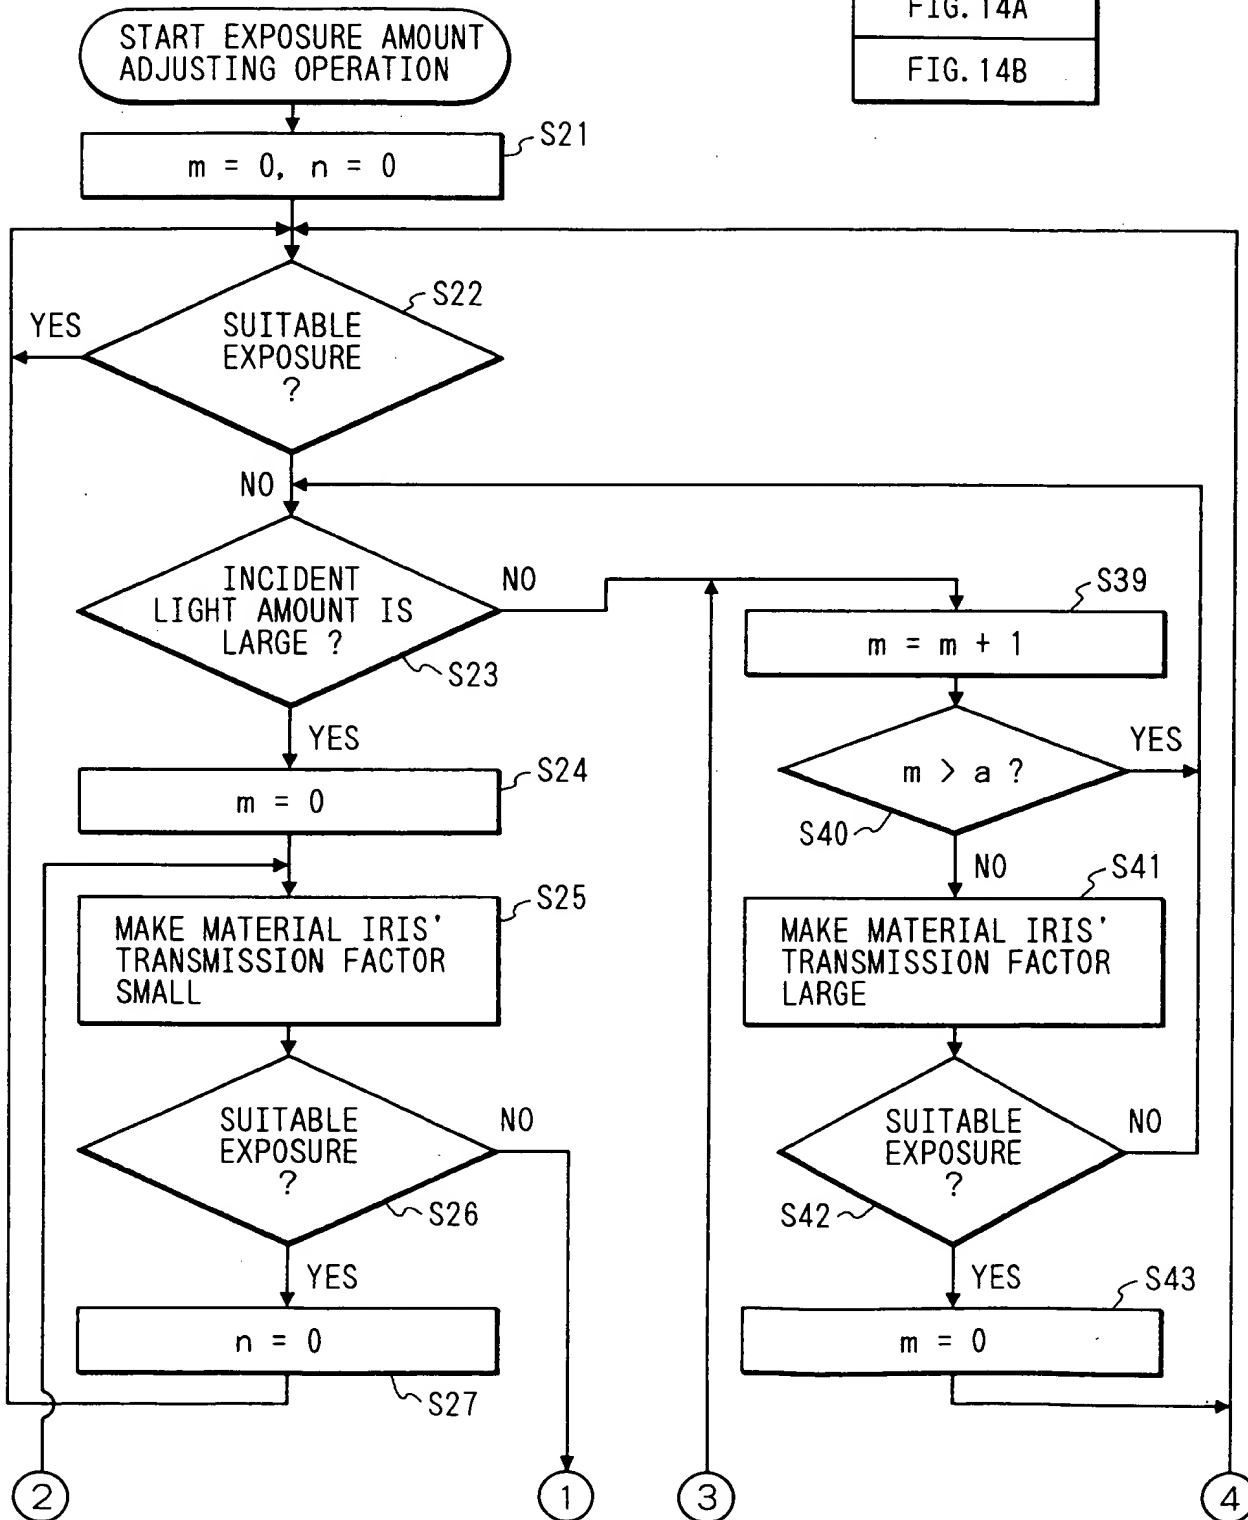 FIG. 14A
FIG. 14B
START EXPOSURE AMOUNT
ADJUSTING OPERATION
S21
m = 0, n = 0
S22
YES
SUITABLE
EXPOSURE
?
NO
INCIDENT
LIGHT AMOUNT IS
LARGE ?
NO
S23
YES
S24
m = 0
S25
MAKE MATERIAL IRIS'
TRANSMISSION FACTOR
SMALL
SUITABLE
EXPOSURE
?
NO
S26
YES
n = 0
S27
S39
m = m + 1
YES
m > a ?
S40
NO
S41
MAKE MATERIAL IRIS'
TRANSMISSION FACTOR
LARGE
SUITABLE
EXPOSURE
?
NO
S42
YES
S43
m = 0
2
1
3
4